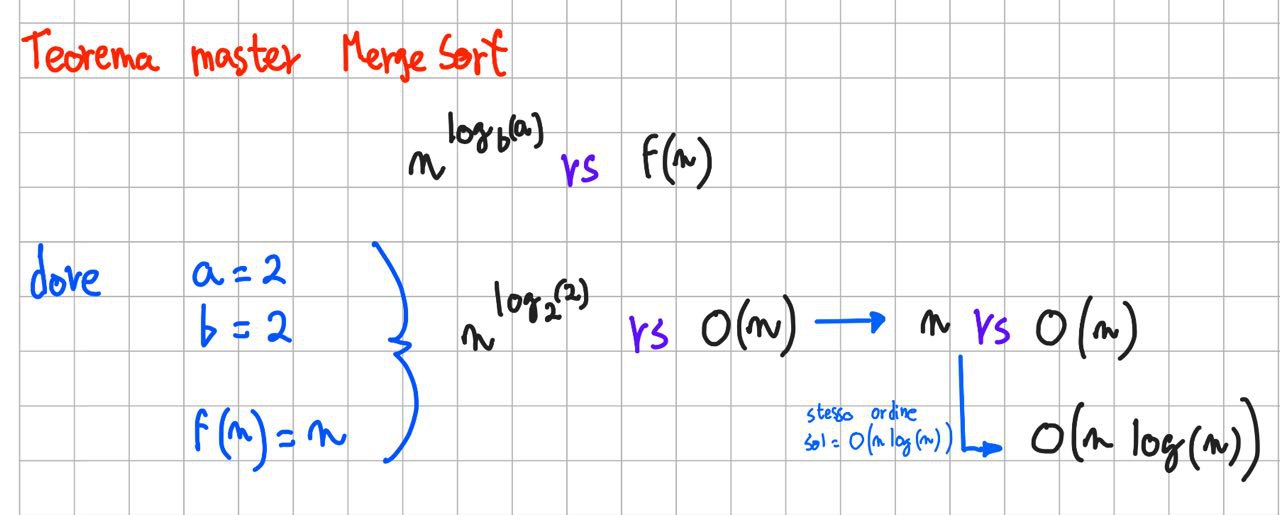 Teorema master Merge Sort
n^log_b(a) vs f(n)
dove a = 2
b = 2
f(n) = n
n^log_2(2) vs O(n) → n vs O(n)
stesso ordine
sol = O(n log(n))
O(n log(n))